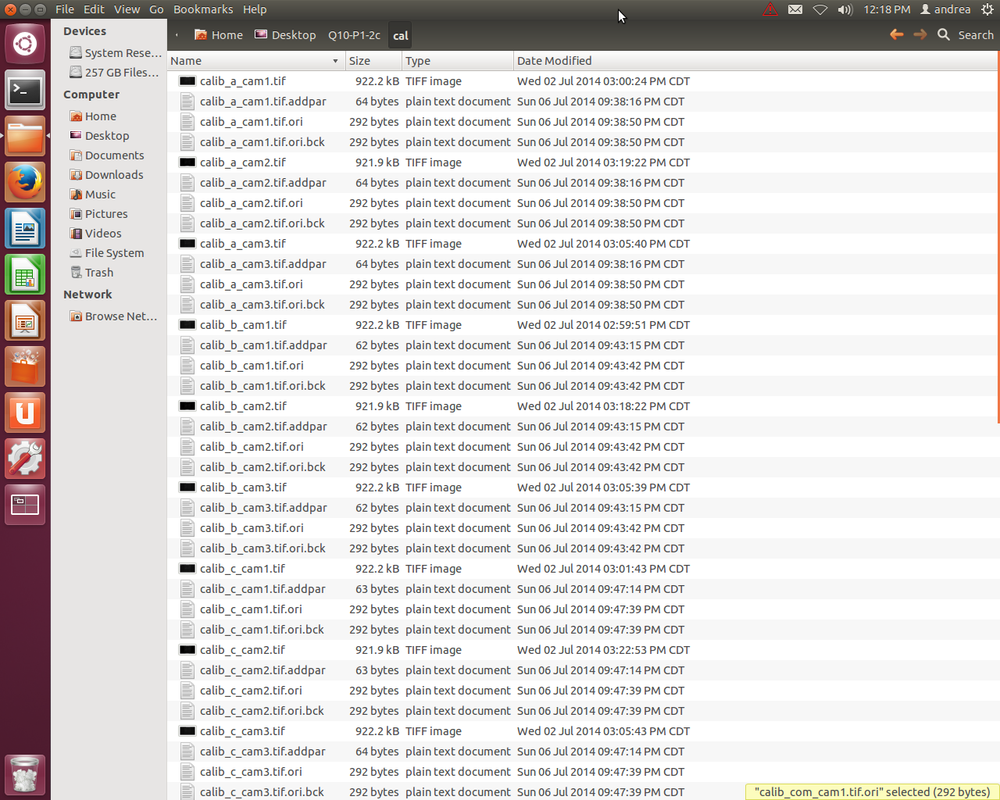 File Edit View Go Bookmarks Help 12:18 PM andrea
Home Desktop Q10-P1-2c cal Search
Devices
System Rese...
257 GB Files...
Computer
Home
Desktop
Documents
Downloads
Music
Pictures
Videos
File System
Trash
Network
Browse Net...
Name Size Type Date Modified
calib_a_cam1.tif 922.2 kB TIFF image Wed 02 Jul 2014 03:00:24 PM CDT
calib_a_cam1.tif.addpar 64 bytes plain text document Sun 06 Jul 2014 09:38:16 PM CDT
calib_a_cam1.tif.ori 292 bytes plain text document Sun 06 Jul 2014 09:38:50 PM CDT
calib_a_cam1.tif.ori.bck 292 bytes plain text document Sun 06 Jul 2014 09:38:50 PM CDT
calib_a_cam2.tif 921.9 kB TIFF image Wed 02 Jul 2014 03:19:22 PM CDT
calib_a_cam2.tif.addpar 64 bytes plain text document Sun 06 Jul 2014 09:38:16 PM CDT
calib_a_cam2.tif.ori 292 bytes plain text document Sun 06 Jul 2014 09:38:50 PM CDT
calib_a_cam2.tif.ori.bck 292 bytes plain text document Sun 06 Jul 2014 09:38:50 PM CDT
calib_a_cam3.tif 922.2 kB TIFF image Wed 02 Jul 2014 03:05:40 PM CDT
calib_a_cam3.tif.addpar 64 bytes plain text document Sun 06 Jul 2014 09:38:16 PM CDT
calib_a_cam3.tif.ori 292 bytes plain text document Sun 06 Jul 2014 09:38:50 PM CDT
calib_a_cam3.tif.ori.bck 292 bytes plain text document Sun 06 Jul 2014 09:38:50 PM CDT
calib_b_cam1.tif 922.2 kB TIFF image Wed 02 Jul 2014 02:59:51 PM CDT
calib_b_cam1.tif.addpar 62 bytes plain text document Sun 06 Jul 2014 09:43:15 PM CDT
calib_b_cam1.tif.ori 292 bytes plain text document Sun 06 Jul 2014 09:43:42 PM CDT
calib_b_cam1.tif.ori.bck 292 bytes plain text document Sun 06 Jul 2014 09:43:42 PM CDT
calib_b_cam2.tif 921.9 kB TIFF image Wed 02 Jul 2014 03:18:22 PM CDT
calib_b_cam2.tif.addpar 62 bytes plain text document Sun 06 Jul 2014 09:43:15 PM CDT
calib_b_cam2.tif.ori 292 bytes plain text document Sun 06 Jul 2014 09:43:42 PM CDT
calib_b_cam2.tif.ori.bck 292 bytes plain text document Sun 06 Jul 2014 09:43:42 PM CDT
calib_b_cam3.tif 922.2 kB TIFF image Wed 02 Jul 2014 03:05:39 PM CDT
calib_b_cam3.tif.addpar 62 bytes plain text document Sun 06 Jul 2014 09:43:15 PM CDT
calib_b_cam3.tif.ori 292 bytes plain text document Sun 06 Jul 2014 09:43:42 PM CDT
calib_b_cam3.tif.ori.bck 292 bytes plain text document Sun 06 Jul 2014 09:43:42 PM CDT
calib_c_cam1.tif 922.2 kB TIFF image Wed 02 Jul 2014 03:01:43 PM CDT
calib_c_cam1.tif.addpar 63 bytes plain text document Sun 06 Jul 2014 09:47:14 PM CDT
calib_c_cam1.tif.ori 292 bytes plain text document Sun 06 Jul 2014 09:47:39 PM CDT
calib_c_cam1.tif.ori.bck 292 bytes plain text document Sun 06 Jul 2014 09:47:39 PM CDT
calib_c_cam2.tif 921.9 kB TIFF image Wed 02 Jul 2014 03:22:53 PM CDT
calib_c_cam2.tif.addpar 63 bytes plain text document Sun 06 Jul 2014 09:47:14 PM CDT
calib_c_cam2.tif.ori 292 bytes plain text document Sun 06 Jul 2014 09:47:39 PM CDT
calib_c_cam2.tif.ori.bck 292 bytes plain text document Sun 06 Jul 2014 09:47:39 PM CDT
calib_c_cam3.tif 922.2 kB TIFF image Wed 02 Jul 2014 03:05:43 PM CDT
calib_c_cam3.tif.addpar 64 bytes plain text document Sun 06 Jul 2014 09:47:14 PM CDT
calib_c_cam3.tif.ori 292 bytes plain text document Sun 06 Jul 2014 09:47:39 PM CDT
calib_c_cam3.tif.ori.bck 292 bytes plain text document Sun 06 Jul 2014 09:47:39 PM CDT
"calib_com_cam1.tif.ori" selected (292 bytes)